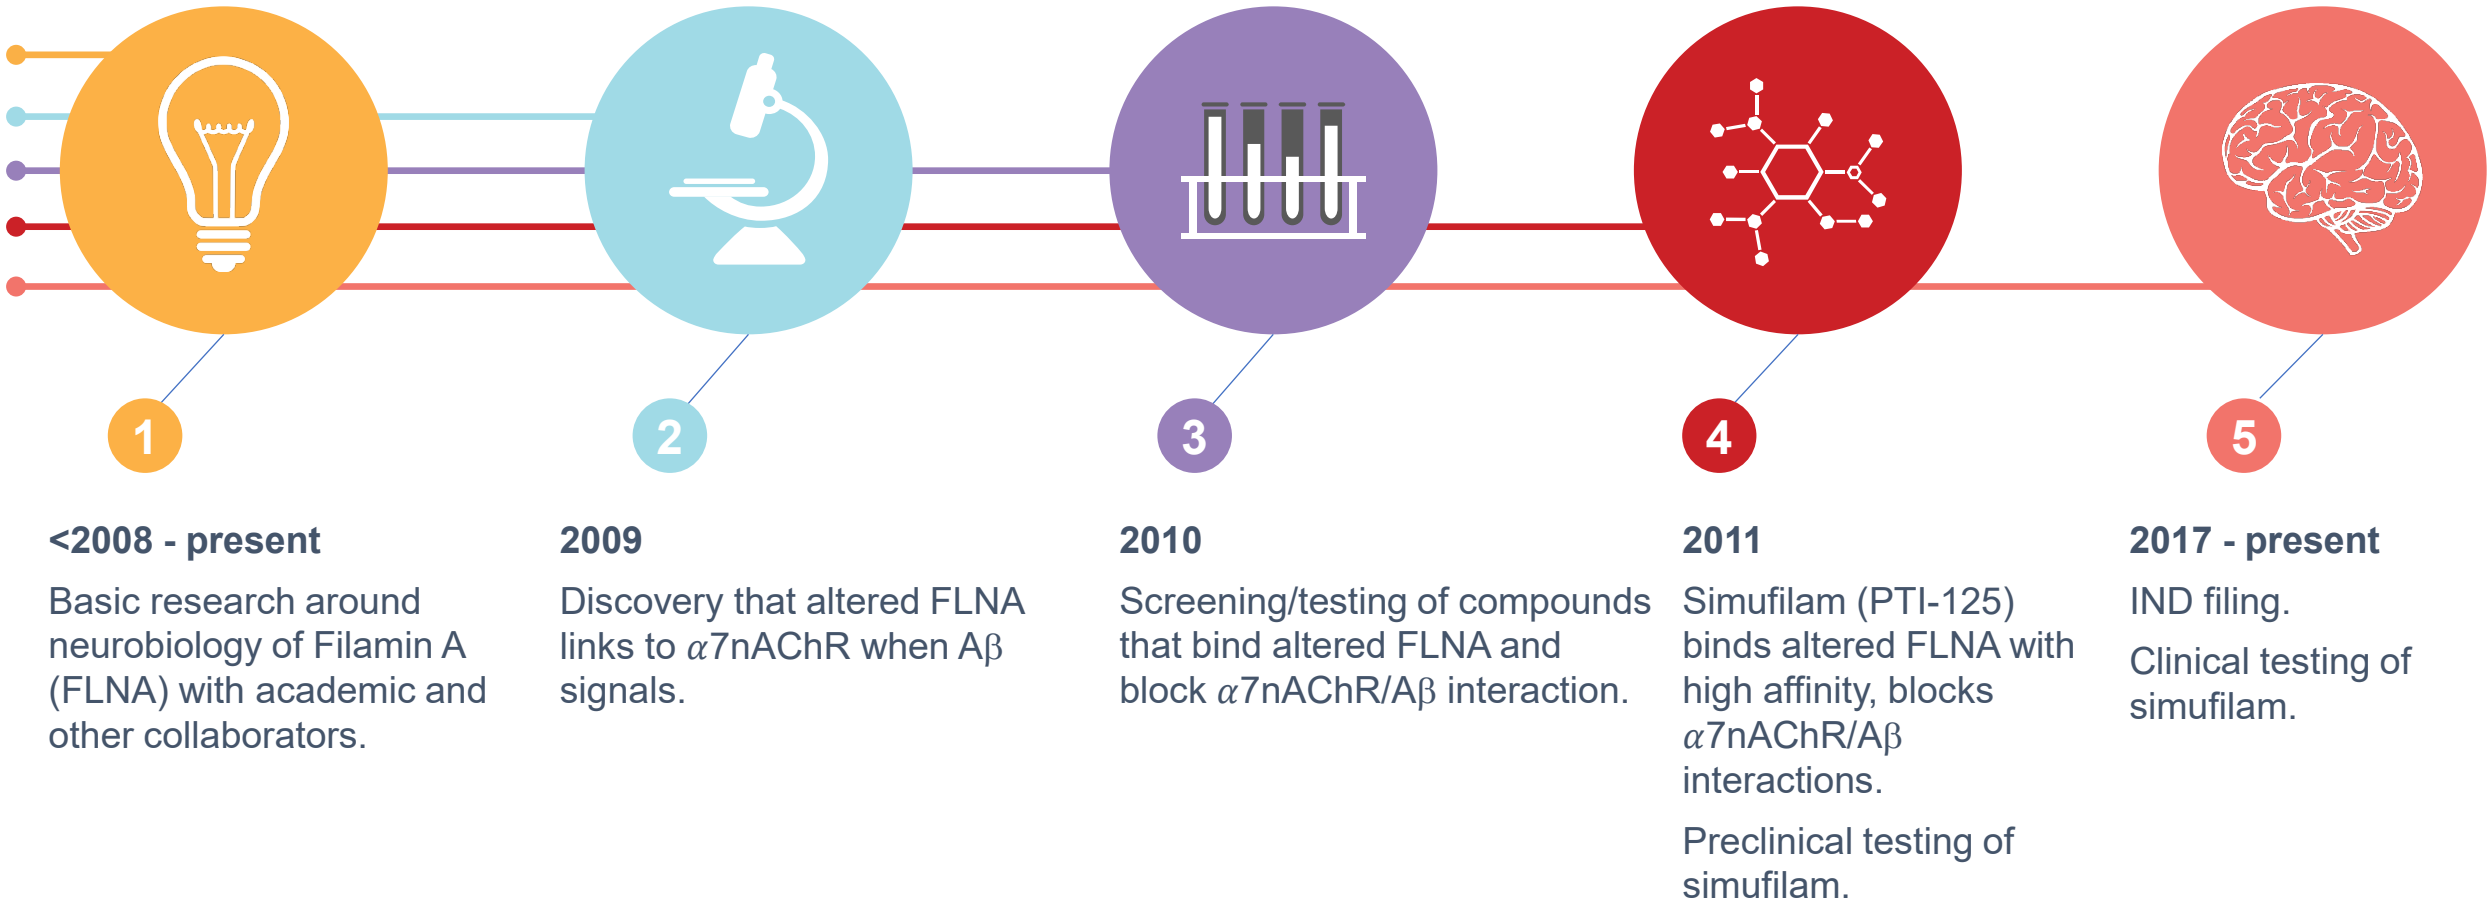 1
<2008 - present
Basic research around
neurobiology of Filamin A
(FLNA) with academic and
other collaborators.
2
2009
Discovery that altered FLNA
links to α7nAChR when Aβ
signals.
3
2010
Screening/testing of compounds
that bind altered FLNA and
block α7nAChR/Aβ interaction.
4
2011
Simufilam (PTI-125)
binds altered FLNA with
high affinity, blocks
α7nAChR/Aβ
interactions.
Preclinical testing of
simufilam.
5
2017 - present
IND filing.
Clinical testing of
simufilam.